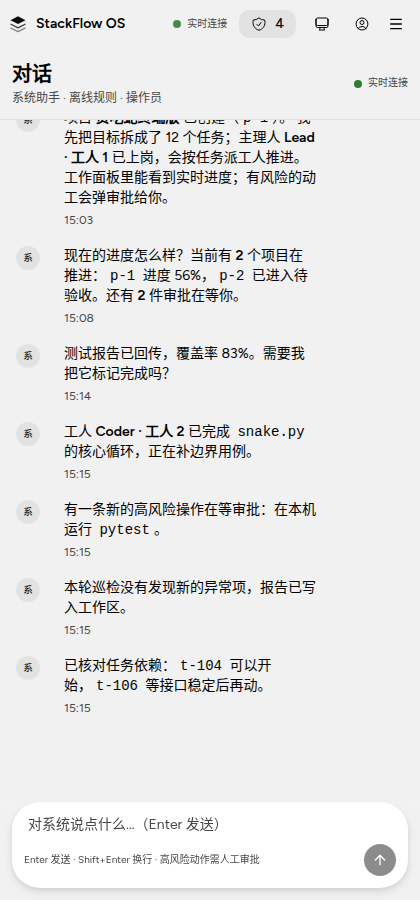 StackFlow OS
实时连接
4
对话
系统助手 · 离线规则 · 操作员
实时连接
先把目标拆成了 12 个任务；主理人 Lead
· 工人 1 已上岗，会按任务派工人推进。
工作面板里能看到实时进度；有风险的动
工会弹审批给你。
15:03
系
现在的进度怎么样？当前有 2 个项目在
推进： p-1 进度 56%， p-2 已进入待
验收。还有 2 件审批在等你。
15:08
系
测试报告已回传，覆盖率 83%。需要我
把它标记完成吗？
15:14
系
工人 Coder · 工人 2 已完成 snake.py
的核心循环，正在补边界用例。
15:15
系
有一条新的高风险操作在等审批：在本机
运行 pytest 。
15:15
系
本轮巡检没有发现新的异常项，报告已写
入工作区。
15:15
系
已核对任务依赖： t-104 可以开
始， t-106 等接口稳定后再动。
15:15
对系统说点什么…（Enter 发送）
Enter 发送 · Shift+Enter 换行 · 高风险动作需人工审批